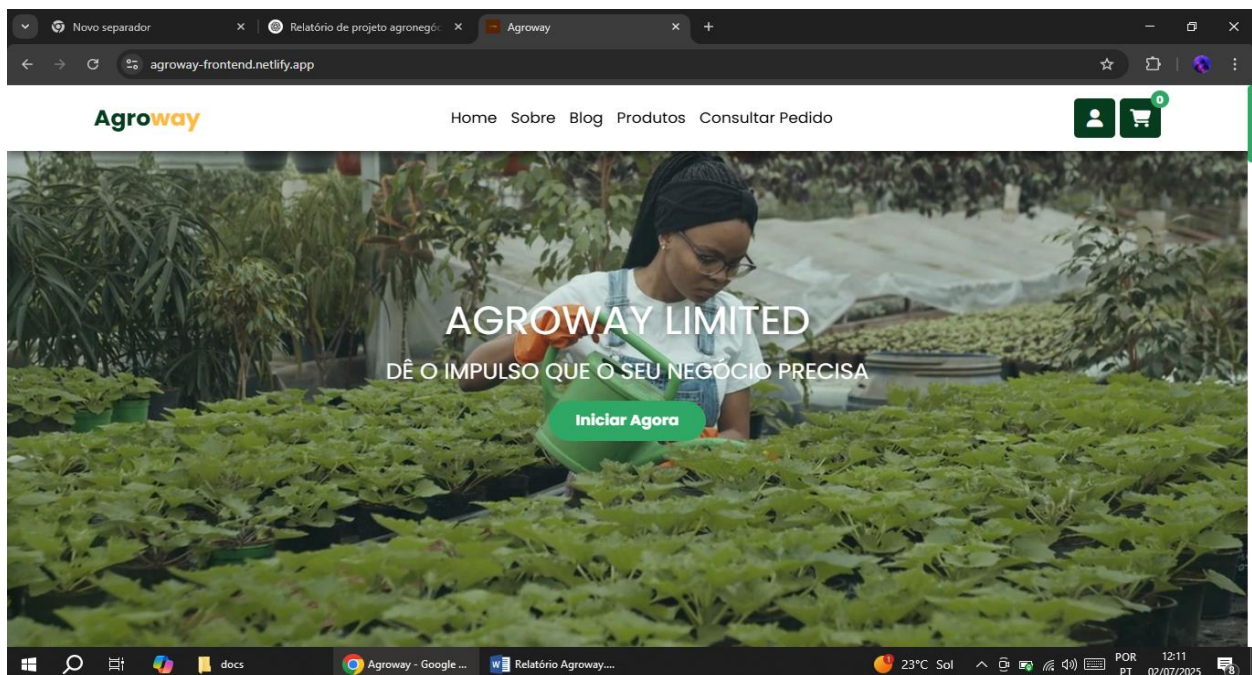 Novo separador
Relatório de projeto agronegóc
Agroway
agroway-frontend.netlify.app
Agroway
Home Sobre Blog Produtos Consultar Pedido
0
AGROWAY LIMITED
DÊ O IMPULSO QUE O SEU NEGÓCIO PRECISA
Iniciar Agora
docs
Agroway - Google ...
Relatório Agroway....
23°C Sol
POR
PT
12:11
02/07/2025
8